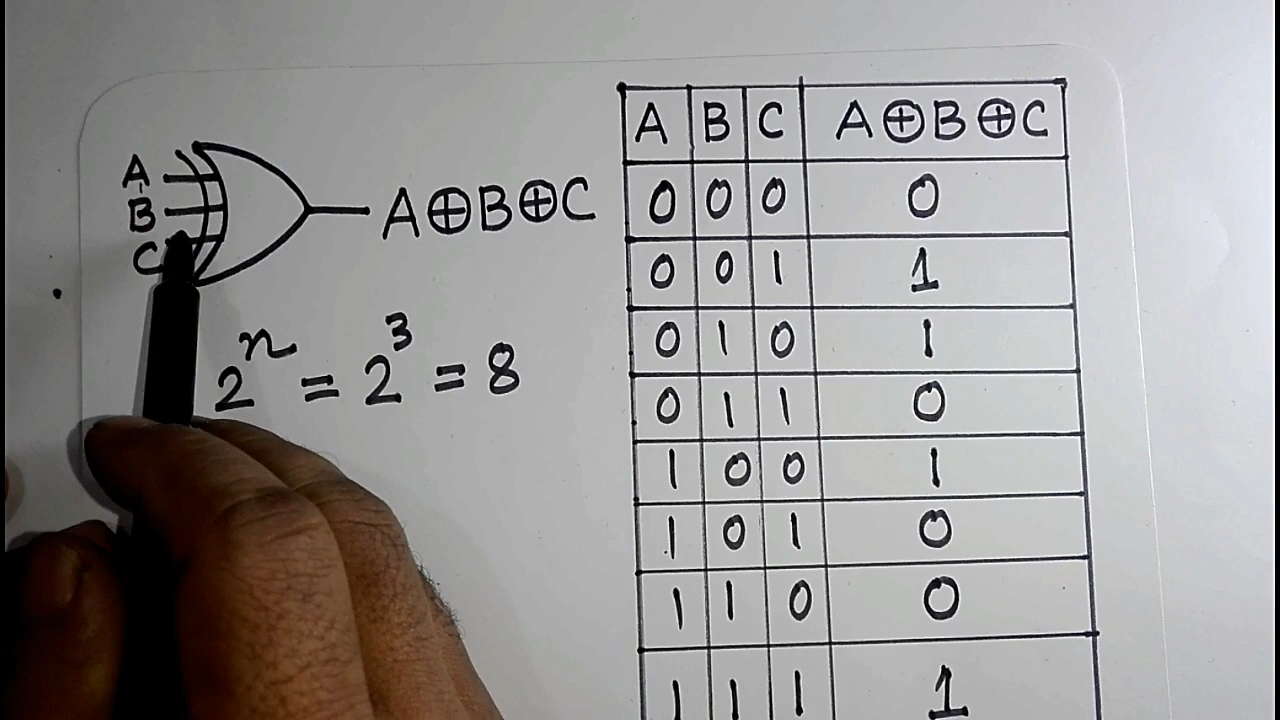 A
B
C
A⊕B⊕C
2ⁿ = 2³ = 8
A B C A⊕B⊕C
0 0 0 0
0 0 1 1
0 1 0 1
0 1 1 0
1 0 0 1
1 0 1 0
1 1 0 0
1 1 1 1